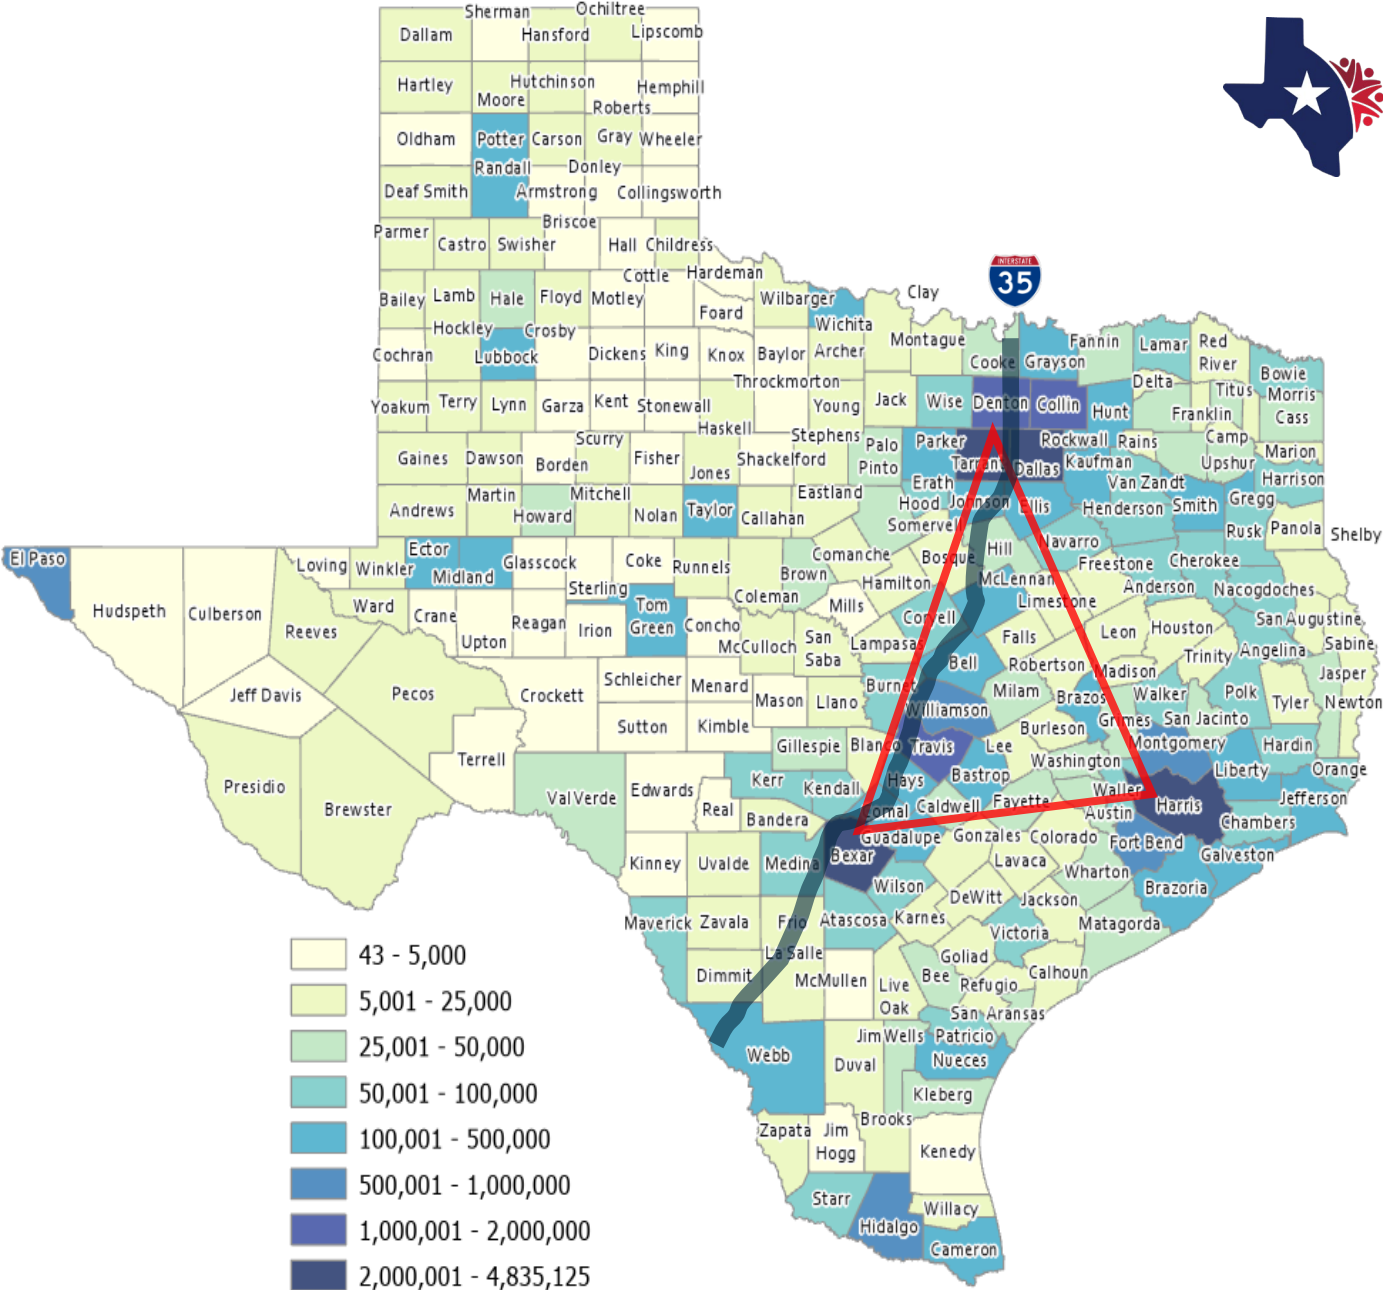 Sherman
Ochiltree
Dallam
Hansford
Lipscomb
Hartley
Hutchinson
Hemphill
Moore
Roberts
Oldham
Potter
Carson
Gray
Wheeler
Randall
Donley
Deaf Smith
Armstrong
Collingsworth
Parmer
Briscoe
Castro
Swisher
Hall
Childress
Cottle
Hardeman
INTERSTATE
35
Bailey
Lamb
Hale
Floyd
Motley
Foard
Wilbarger
Clay
Hockley
Crosby
Wichita
Montague
Cooke
Grayson
Fannin
Lamar
Red
River
Bowie
Cochran
Lubbock
Dickens
King
Knox
Baylor
Archer
Throckmorton
Delta
Titus
Morris
Yoakum
Terry
Lynn
Garza
Kent
Stonewall
Haskell
Young
Jack
Wise
Denton
Collin
Hunt
Franklin
Cass
Scurry
Stephens
Palo
Pinto
Parker
Rockwall
Rains
Camp
Marion
Gaines
Dawson
Borden
Fisher
Jones
Shackelford
Tarrant
Dallas
Kaufman
Upshur
Harrison
Martin
Mitchell
Eastland
Erath
Van Zandt
Andrews
Howard
Nolan
Taylor
Callahan
Hood
Johnson
Ellis
Henderson
Smith
Gregg
Somervell
Rusk
Panola
Shelby
El Paso
Loving
Winkler
Ector
Midland
Glasscock
Sterling
Coke
Runnels
Coleman
Brown
Comanche
Bosque
Hill
Navarro
Freestone
Cherokee
Hudspeth
Culberson
Reeves
Ward
Crane
Upton
Reagan
Irion
Tom
Green
Concho
McCulloch
San
Saba
Mills
Hamilton
Lampasas
Coryell
McLennan
Limestone
Anderson
Nacogdoches
San Augustine
Sabine
Falls
Leon
Houston
Trinity
Angelina
Jeff Davis
Pecos
Crockett
Schleicher
Menard
Mason
Llano
Burnet
Bell
Robertson
Madison
Milam
Brazos
Walker
Polk
Tyler
Jasper
Newton
Sutton
Kimble
Williamson
Burleson
Grimes
San Jacinto
Terrell
Gillespie
Blanco
Travis
Lee
Washington
Montgomery
Hardin
Presidio
Brewster
Val Verde
Edwards
Real
Kerr
Kendall
Bandera
Hays
Bastrop
Liberty
Orange
Comal
Caldwell
Fayette
Waller
Austin
Harris
Jefferson
Chambers
Kinney
Uvalde
Medina
Bexar
Guadalupe
Gonzales
Colorado
Lavaca
Fort Bend
Galveston
Wilson
DeWitt
Wharton
Brazoria
Maverick
Zavala
Frio
Atascosa
Karnes
Jackson
Matagorda
Victoria
Dimmit
La Salle
McMullen
Live
Oak
Bee
Goliad
Refugio
Calhoun
Webb
Duval
Jim Wells
San
Patricio
Aransas
Nueces
Kleberg
Zapata
Jim
Hogg
Brooks
Kenedy
Starr
Hidalgo
Willacy
Cameron
43 - 5,000
5,001 - 25,000
25,001 - 50,000
50,001 - 100,000
100,001 - 500,000
500,001 - 1,000,000
1,000,001 - 2,000,000
2,000,001 - 4,835,125